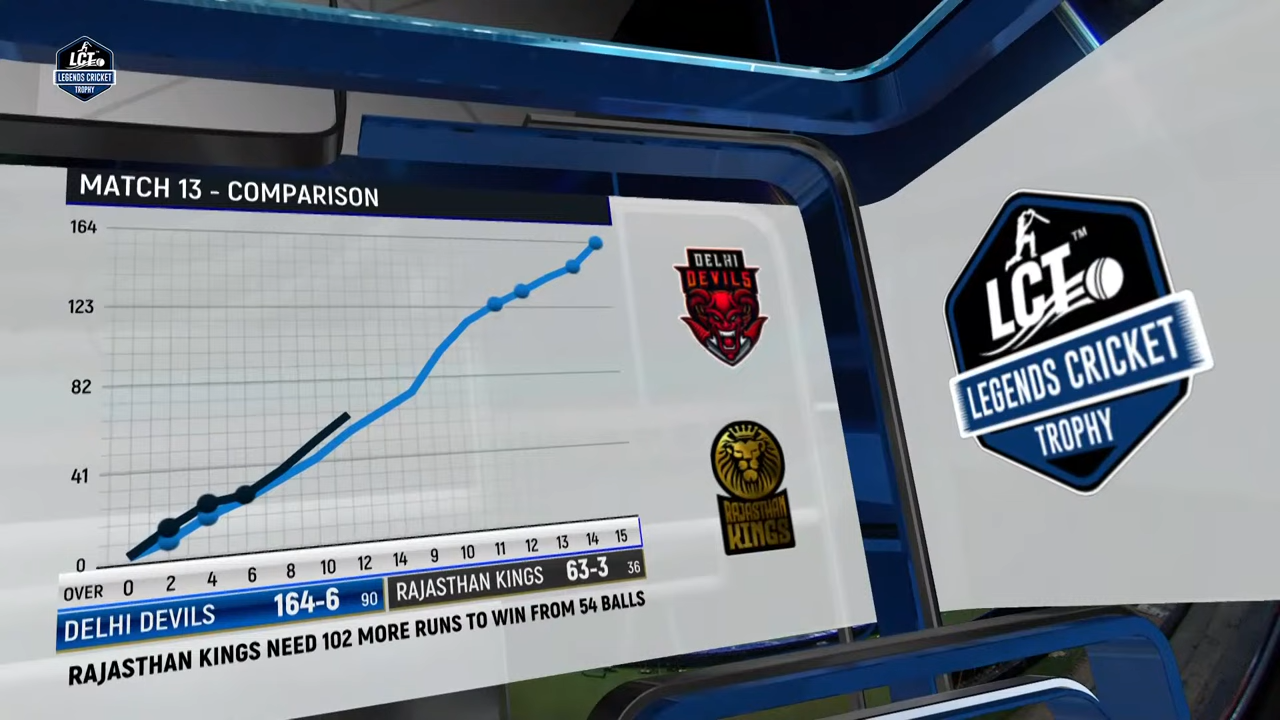 LCT
LEGENDS CRICKET
TROPHY
MATCH 13 - COMPARISON
164
123
82
41
0
OVER 0 2 4 6 8 10 12 14 9 10 11 12 13 14 15
DELHI DEVILS 164-6 90 RAJASTHAN KINGS 63-3 36
RAJASTHAN KINGS NEED 102 MORE RUNS TO WIN FROM 54 BALLS
DELHI
DEVILS
RAJASTHAN
KINGS
LCT™
LEGENDS CRICKET
TROPHY